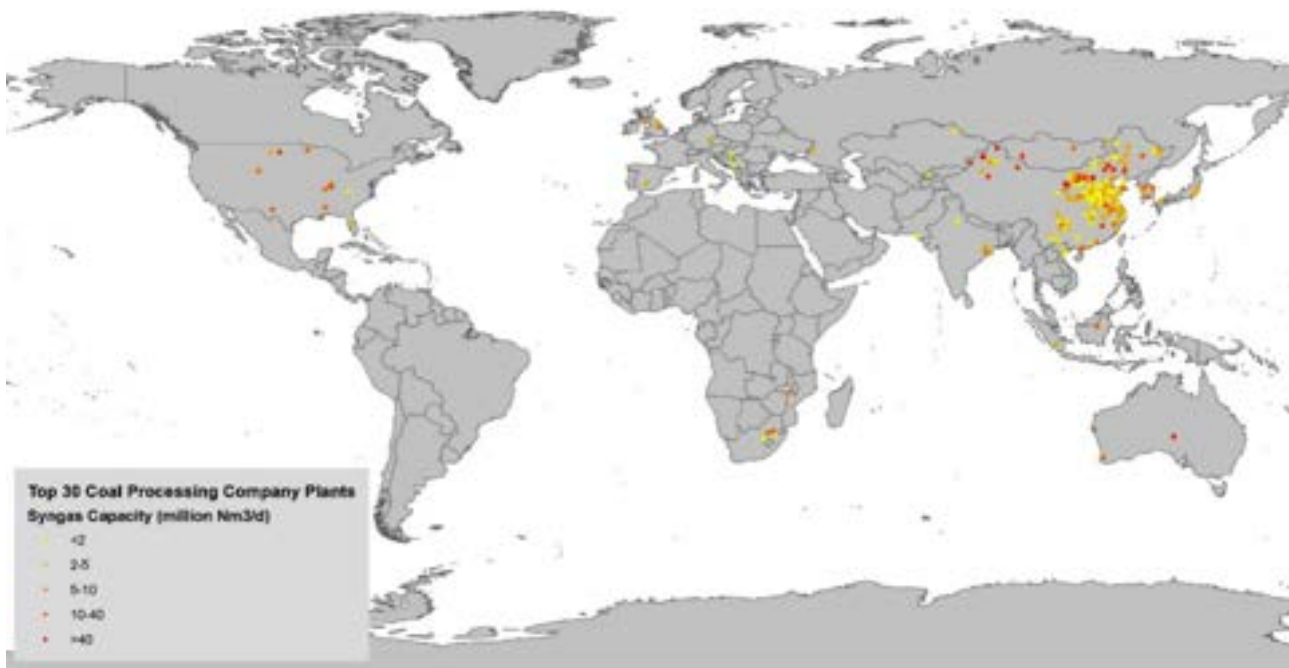 Top 30 Coal Processing Company Plants
Syngas Capacity (million Nm3/d)
<2
2-5
5-10
10-40
>40